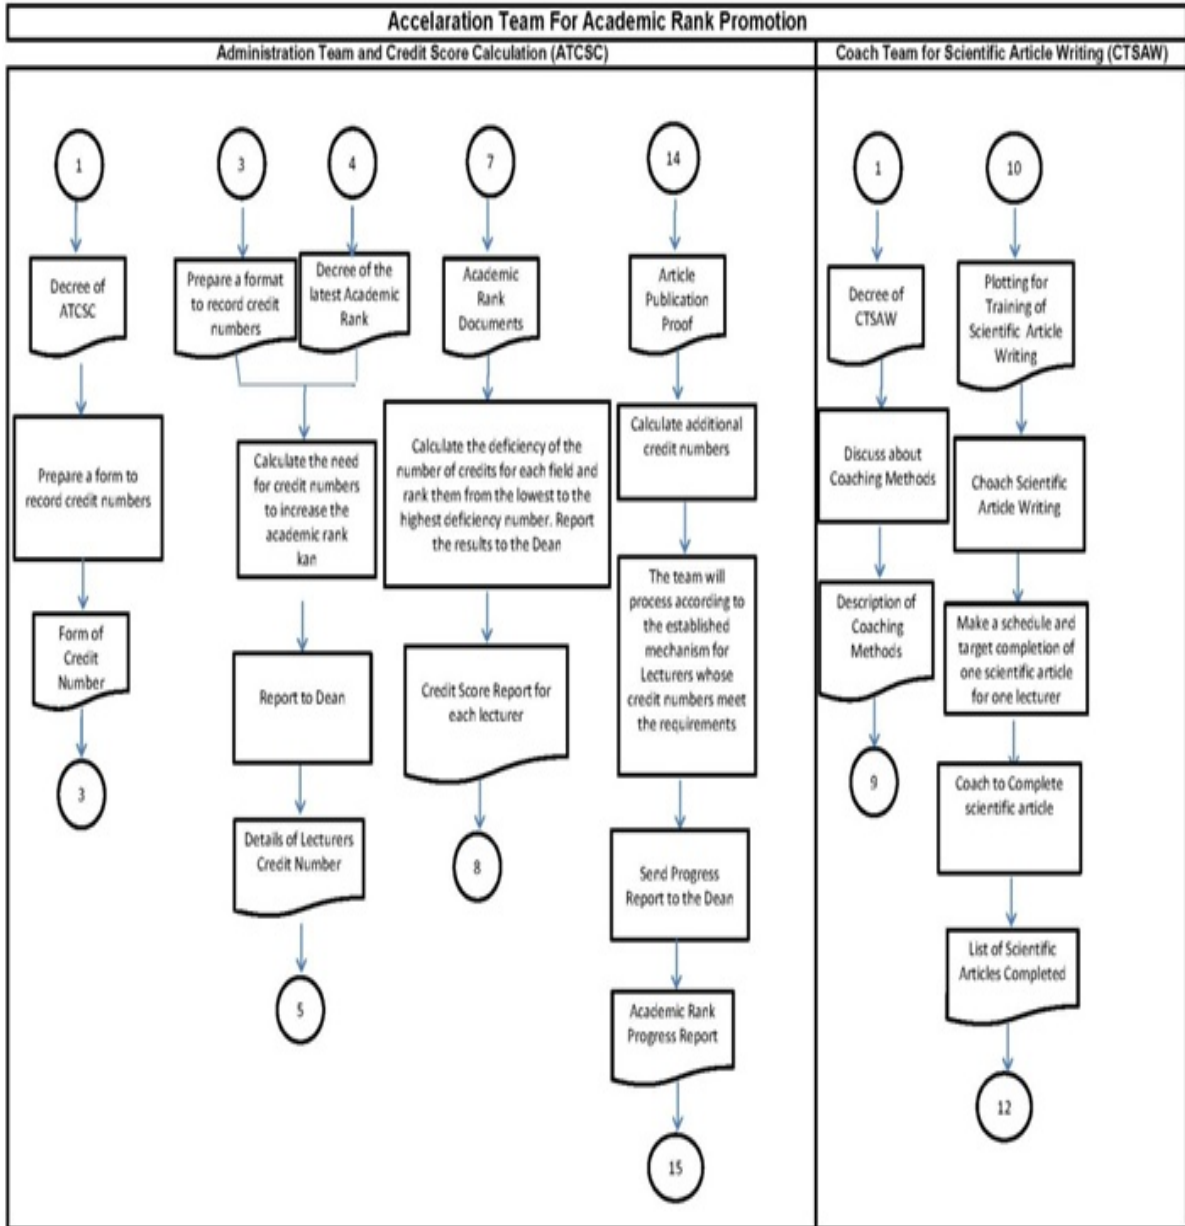 Accelaration Team For Academic Rank Promotion
Administration Team and Credit Score Calculation (ATCSC)
Coach Team for Scientific Article Writing (CTSAW)
1
Decree of
ATCSC
Prepare a form to
record credit numbers
Form of
Credit
Number
3
3
4
Prepare a format
to record credit
numbers
Decree of the
latest Academic
Rank
Calculate the need
for credit numbers
to increase the
academic rank
kan
Report to Dean
Details of Lecturers
Credit Number
5
7
Academic
Rank
Documents
Calculate the deficiency of the
number of credits for each field and
rank them from the lowest to the
highest deficiency number. Report
the results to the Dean
Credit Score Report for
each lecturer
8
14
Article
Publication
Proof
Calculate additional
credit numbers
The team will
process according to
the established
mechanism for
Lecturers whose
credit numbers meet
the requirements
Send Progress
Report to the Dean
Academic Rank
Progress Report
15
1
Decree of
CTSAW
Discuss about
Coaching Methods
Description of
Coaching
Methods
9
10
Plotting for
Training of
Scientific Article
Writing
Choach Scientific
Article Writing
Make a schedule and
target completion of
one scientific article
for one lecturer
Coach to Complete
scientific article
List of Scientific
Articles Completed
12